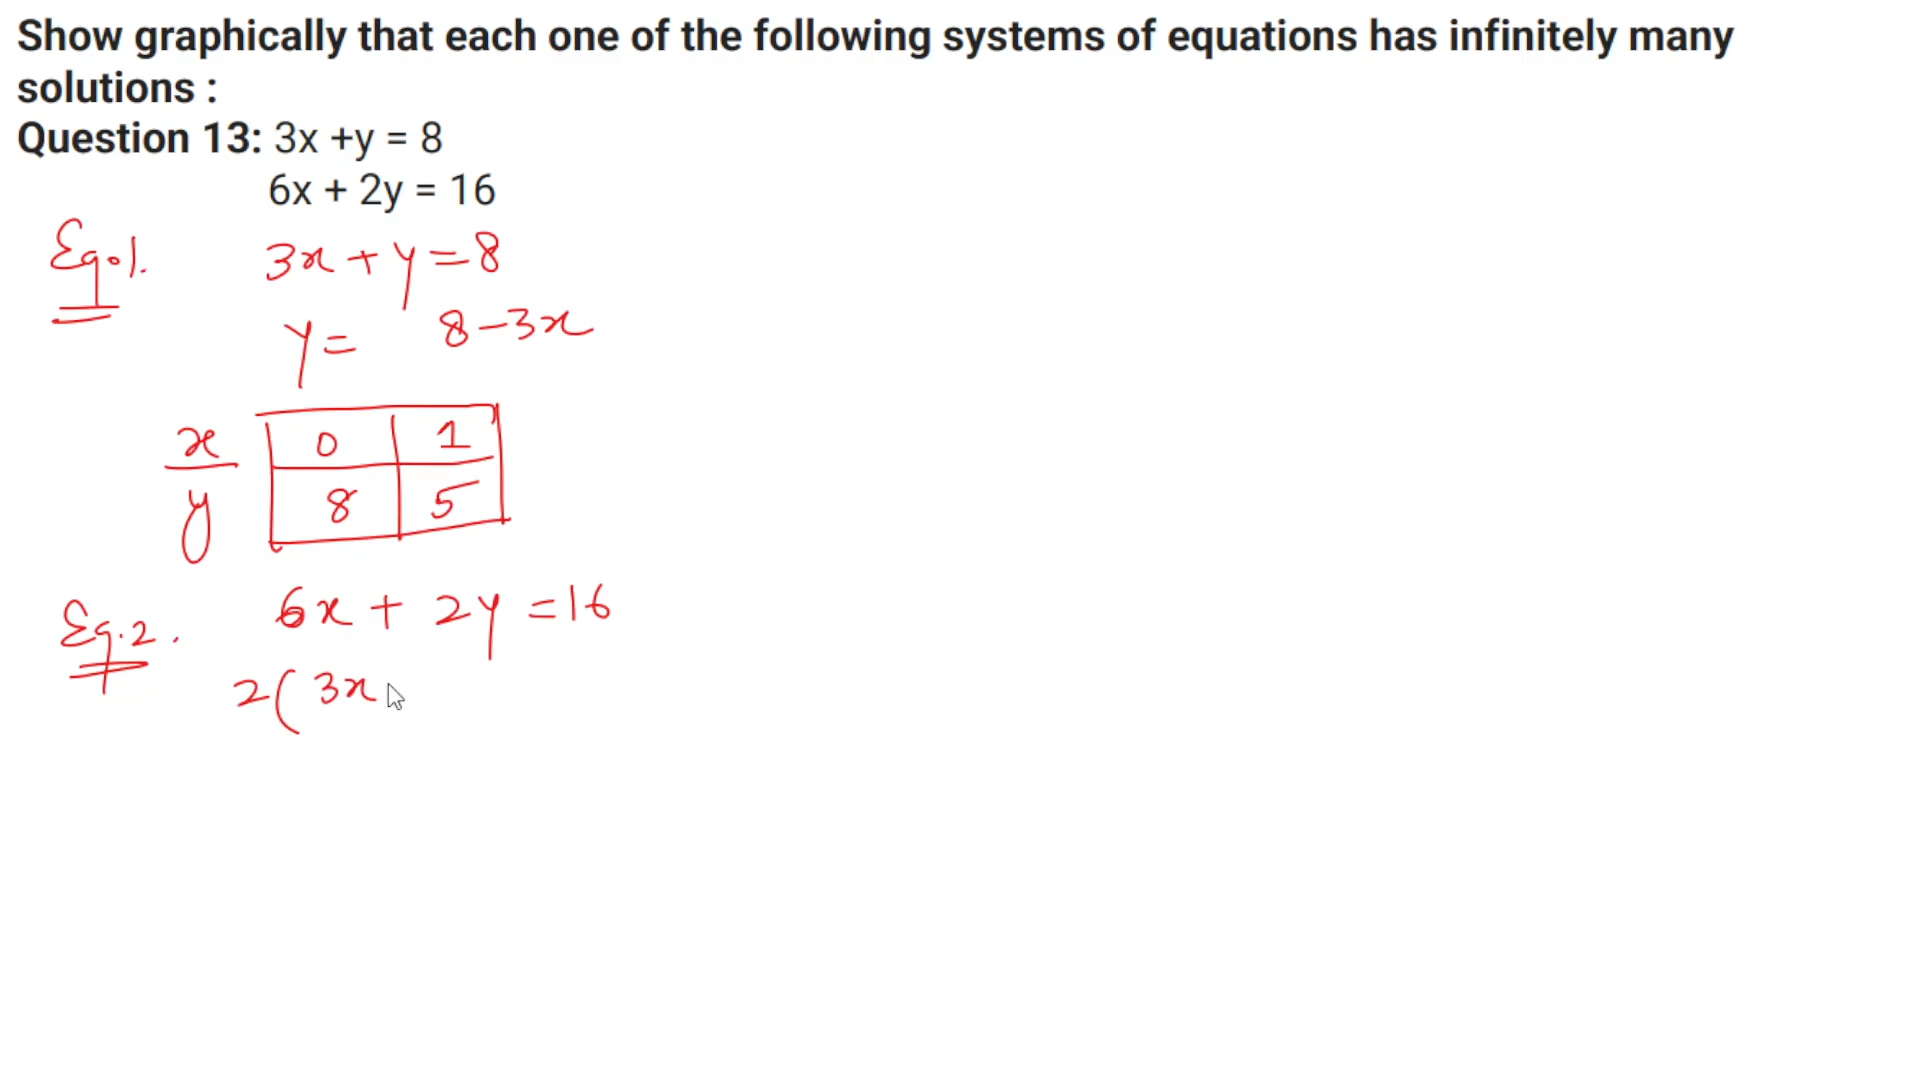 Show graphically that each one of the following systems of equations has infinitely many
solutions :
Question 13: 3x +y = 8
6x + 2y = 16
Eq.1. 3x + y = 8
y = 8-3x
x 0 1
y 8 5
Eq.2. 6x + 2y = 16
2( 3x